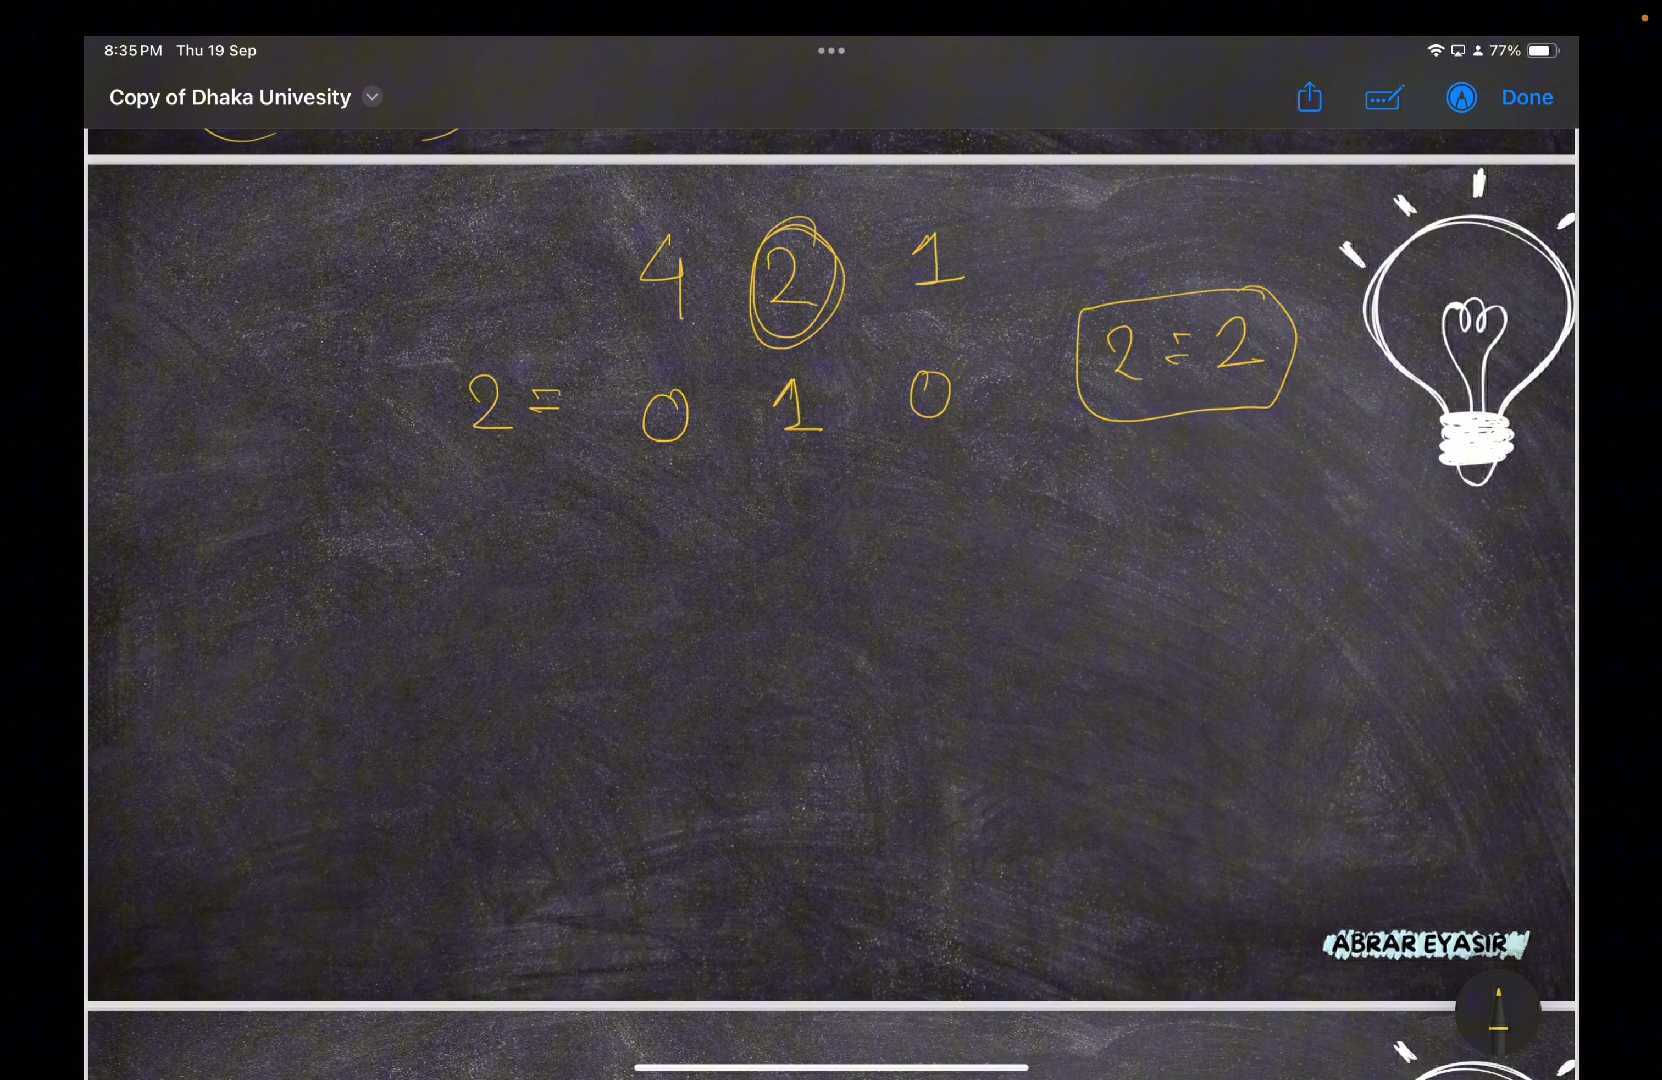 8:35 PM Thu 19 Sep
77%
Copy of Dhaka Univesity
Done
4 2 1
2 = 2
2 = 0 1 0
ABRAR EYASIR